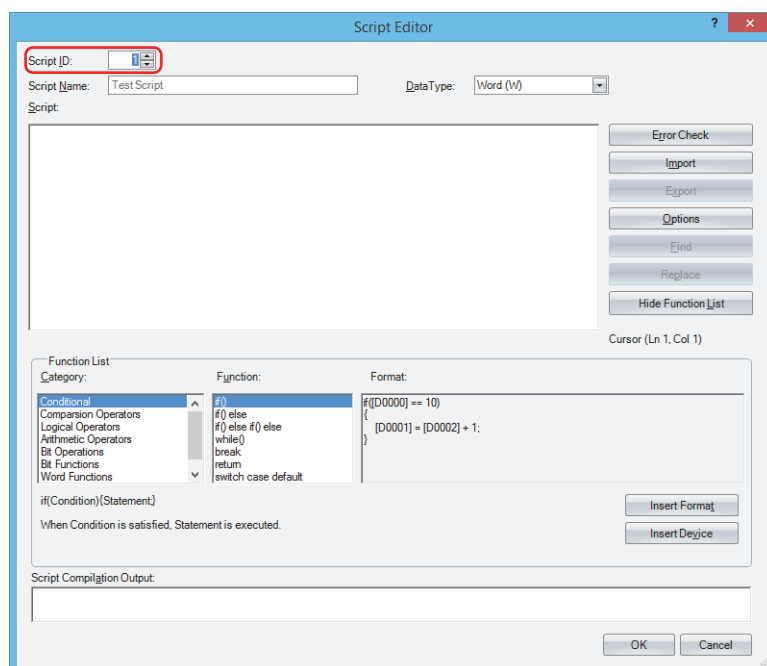 Script Editor
?
Script ID:
1
Script Name:
Test Script
DataType:
Word (W)
Script:
Error Check
Import
Export
Options
Find
Replace
Hide Function List
Cursor (Ln 1, Col 1)
Function List
Category:
Function:
Format:
Conditional
Comparsion Operators
Logical Operators
Arithmetic Operators
Bit Operations
Bit Functions
Word Functions
if()
if() else
if() else if() else
while()
break
return
switch case default
if([D0000] == 10)
{
[D0001] = [D0002] + 1;
}
if(Condition){Statement;}
When Condition is satisfied, Statement is executed.
Insert Format
Insert Device
Script Compilation Output:
OK
Cancel